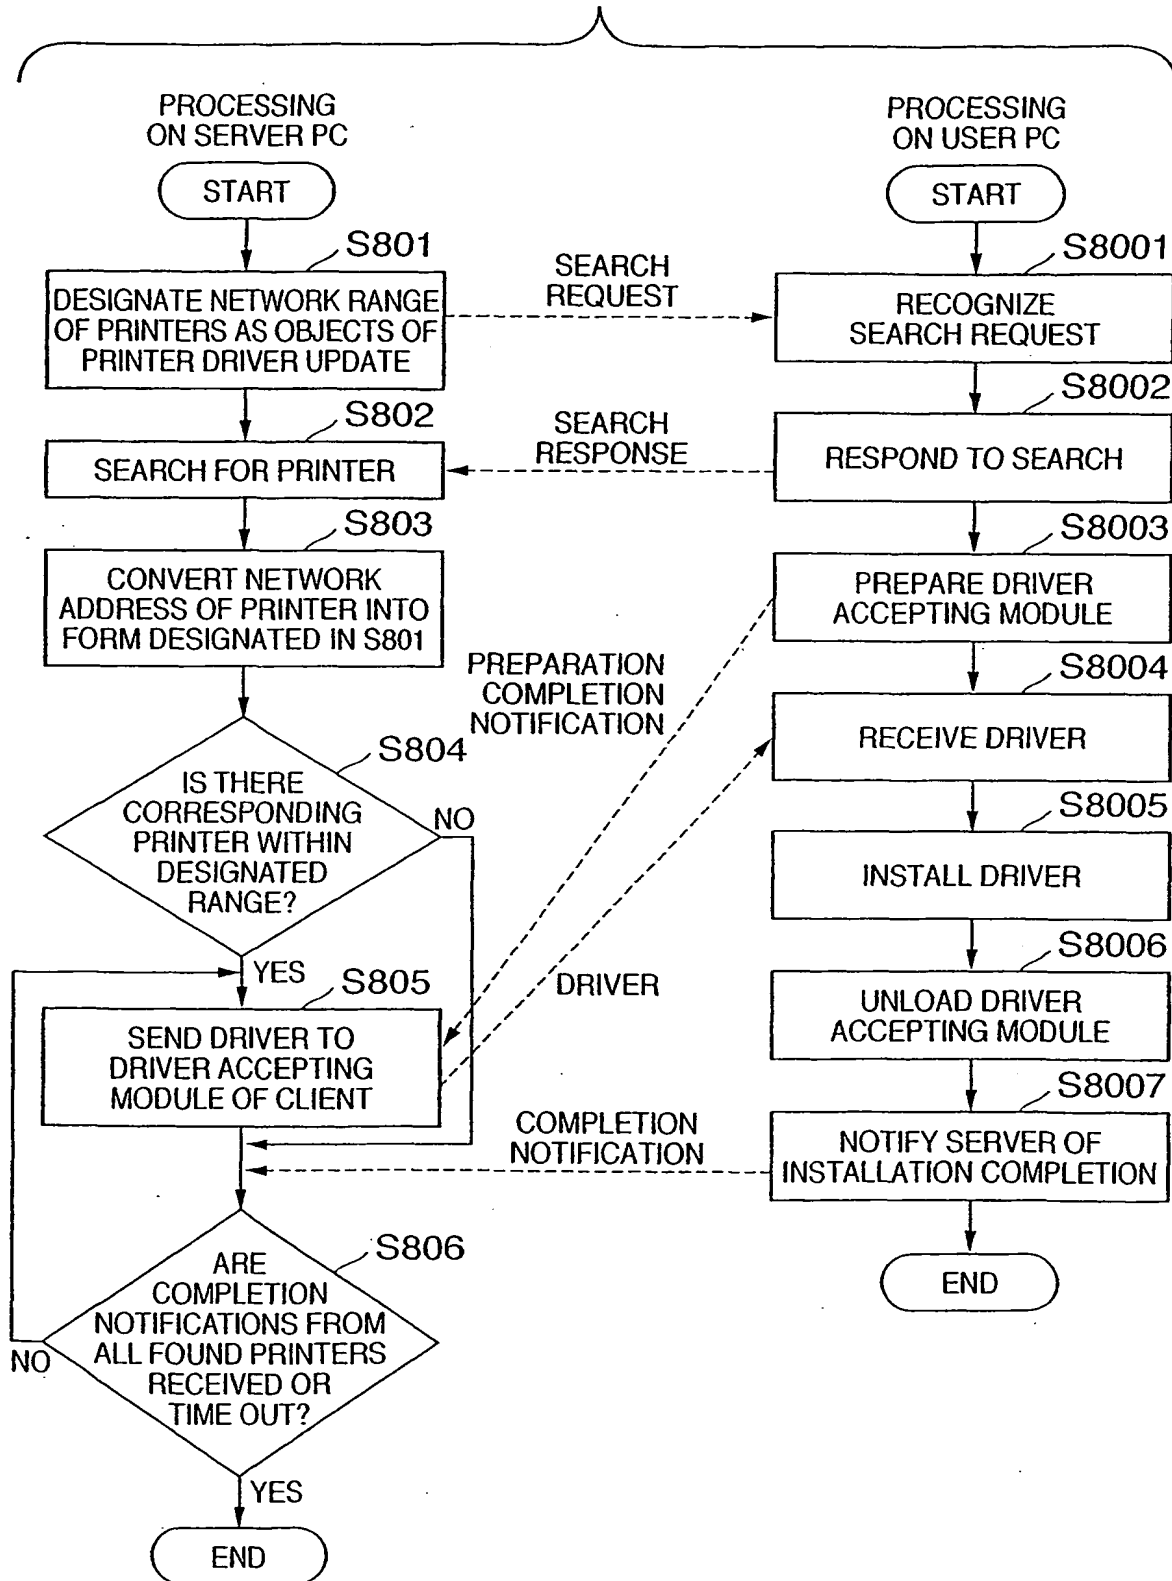 PROCESSING
ON SERVER PC
START
S801
DESIGNATE NETWORK RANGE
OF PRINTERS AS OBJECTS OF
PRINTER DRIVER UPDATE
S802
SEARCH FOR PRINTER
S803
CONVERT NETWORK
ADDRESS OF PRINTER INTO
FORM DESIGNATED IN S801
S804
IS THERE
CORRESPONDING
PRINTER WITHIN
DESIGNATED
RANGE?
NO
YES
S805
SEND DRIVER TO
DRIVER ACCEPTING
MODULE OF CLIENT
S806
ARE
COMPLETION
NOTIFICATIONS FROM
ALL FOUND PRINTERS
RECEIVED OR
TIME OUT?
NO
YES
END
SEARCH
REQUEST
SEARCH
RESPONSE
PREPARATION
COMPLETION
NOTIFICATION
DRIVER
COMPLETION
NOTIFICATION
PROCESSING
ON USER PC
START
S8001
RECOGNIZE
SEARCH REQUEST
S8002
RESPOND TO SEARCH
S8003
PREPARE DRIVER
ACCEPTING MODULE
S8004
RECEIVE DRIVER
S8005
INSTALL DRIVER
S8006
UNLOAD DRIVER
ACCEPTING MODULE
S8007
NOTIFY SERVER OF
INSTALLATION COMPLETION
END